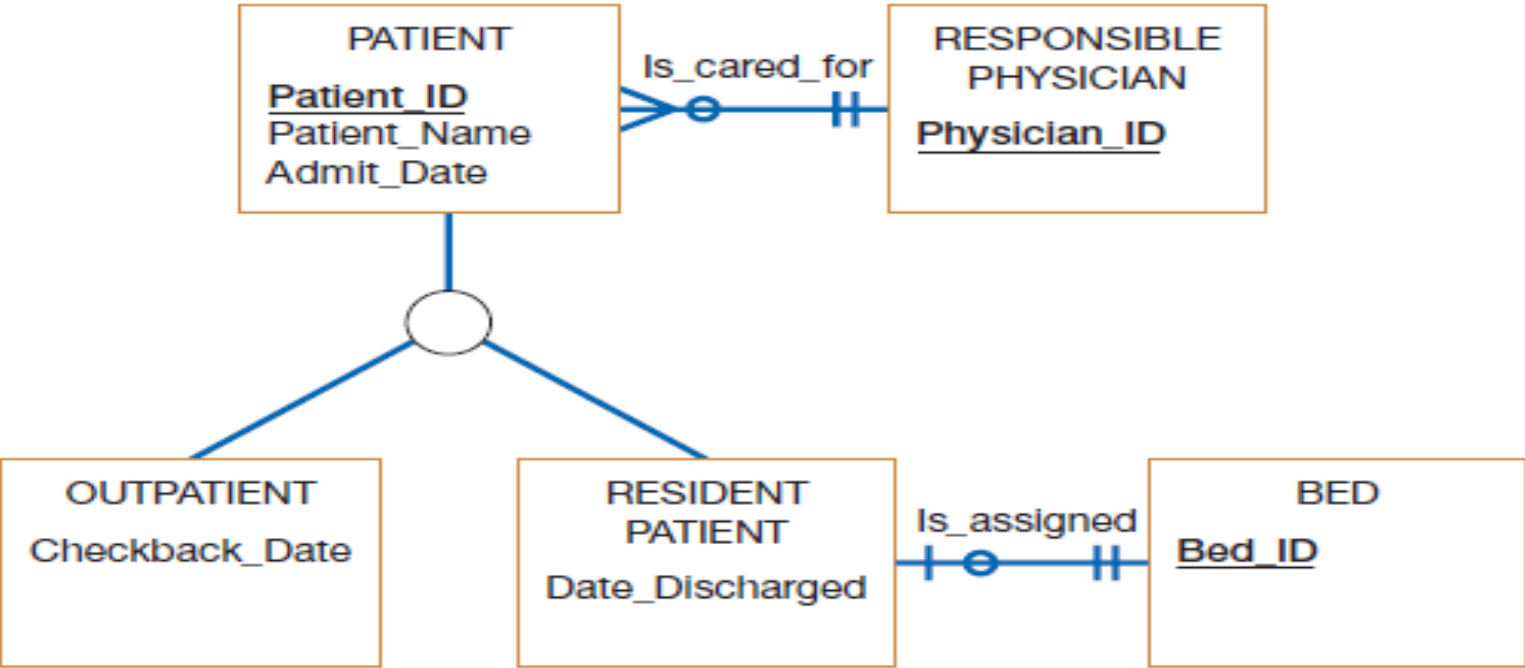 PATIENT
Patient_ID
Patient_Name
Admit_Date
Is_cared_for
RESPONSIBLE
PHYSICIAN
Physician_ID
OUTPATIENT
Checkback_Date
RESIDENT
PATIENT
Date_Discharged
Is_assigned
BED
Bed_ID